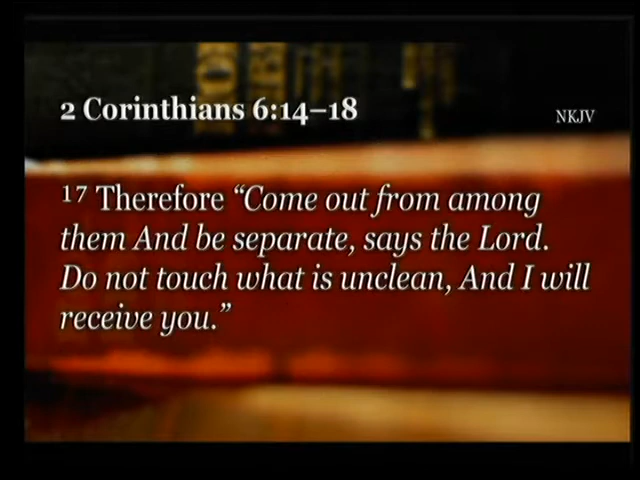 2 Corinthians 6:14–18
NKJV
17 Therefore “Come out from among
them And be separate, says the Lord.
Do not touch what is unclean, And I will
receive you.”